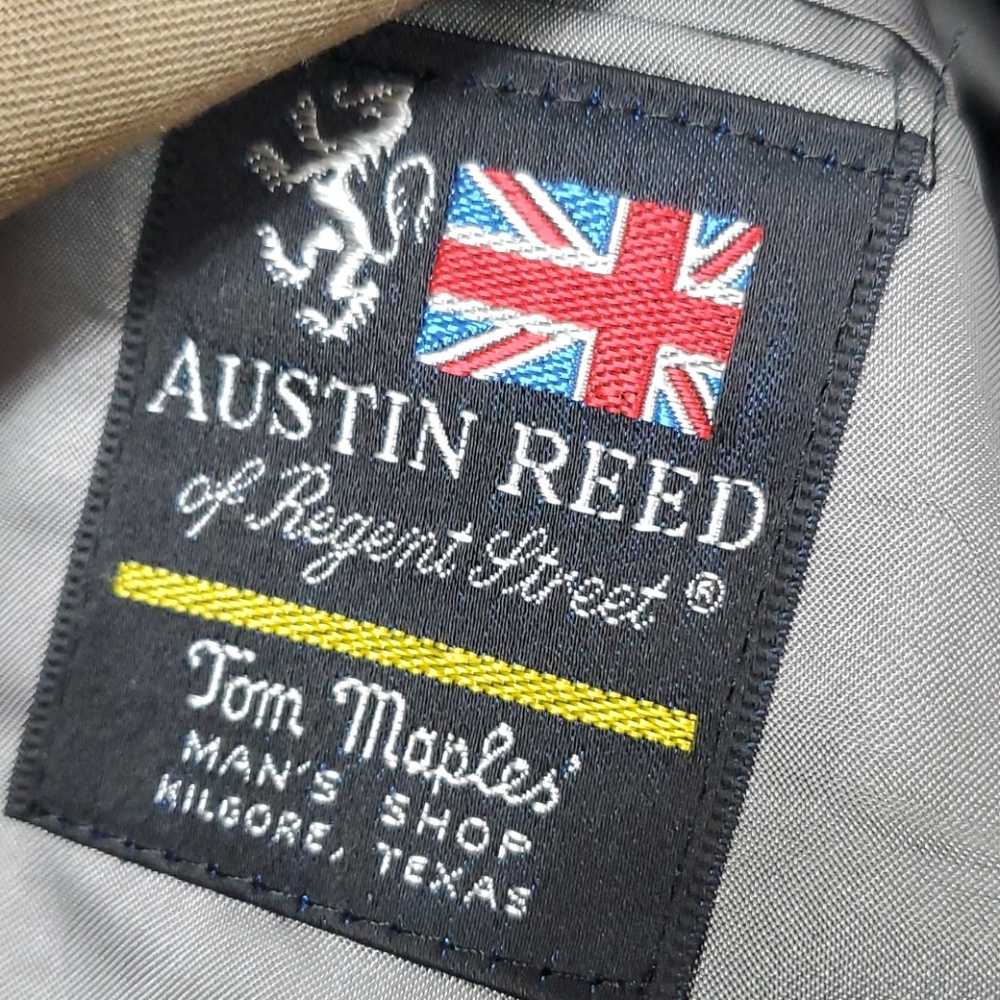 AUSTIN REED
of Regent Street ®
Tom Maples'
MAN'S SHOP
KILGORE, TEXAS